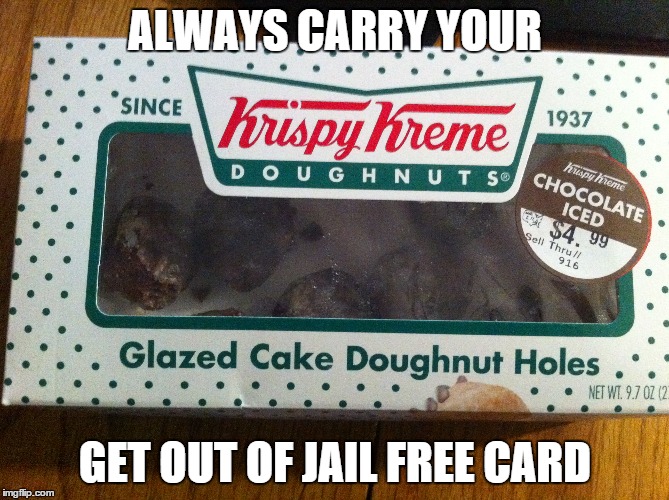 ALWAYS CARRY YOUR
SINCE
Krispy Kreme
1937
DOUGHNUTS®
Krispy Kreme
CHOCOLATE
ICED
$4.99
Sell Thru//
916
Glazed Cake Doughnut Holes
NET WT. 9.7 OZ (2
GET OUT OF JAIL FREE CARD
imgflip.com